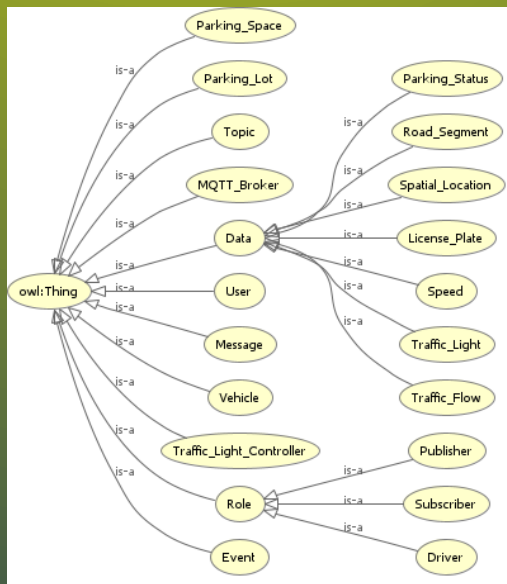 Parking_Space
is-a
Parking_Lot
Parking_Status
is-a
is-a
Topic
Road_Segment
is-a
is-a
MQTT_Broker
Spatial_Location
is-a
is-a
Data
License_Plate
is-a
is-a
owl:Thing
is-a
User
is-a
Speed
is-a
Message
is-a
Traffic_Light
is-a
Vehicle
Traffic_Flow
is-a
Traffic_Light_Controller
Publisher
is-a
is-a
Role
is-a
Subscriber
is-a
is-a
Event
Driver